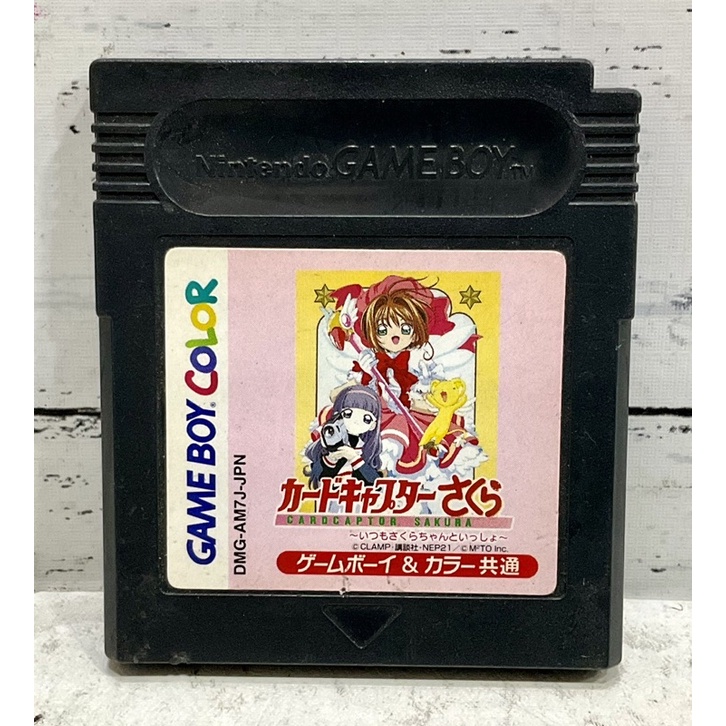 Nintendo GAME BOY TM
GAME BOY COLOR
DMG-AM7J-JPN
カードキャプターさくら
CARDCAPTOR SAKURA
～いつもさくらちゃんといっしょ～
©CLAMP・講談社・NEP21/©M²TO Inc.
ゲームボーイ & カラー共通